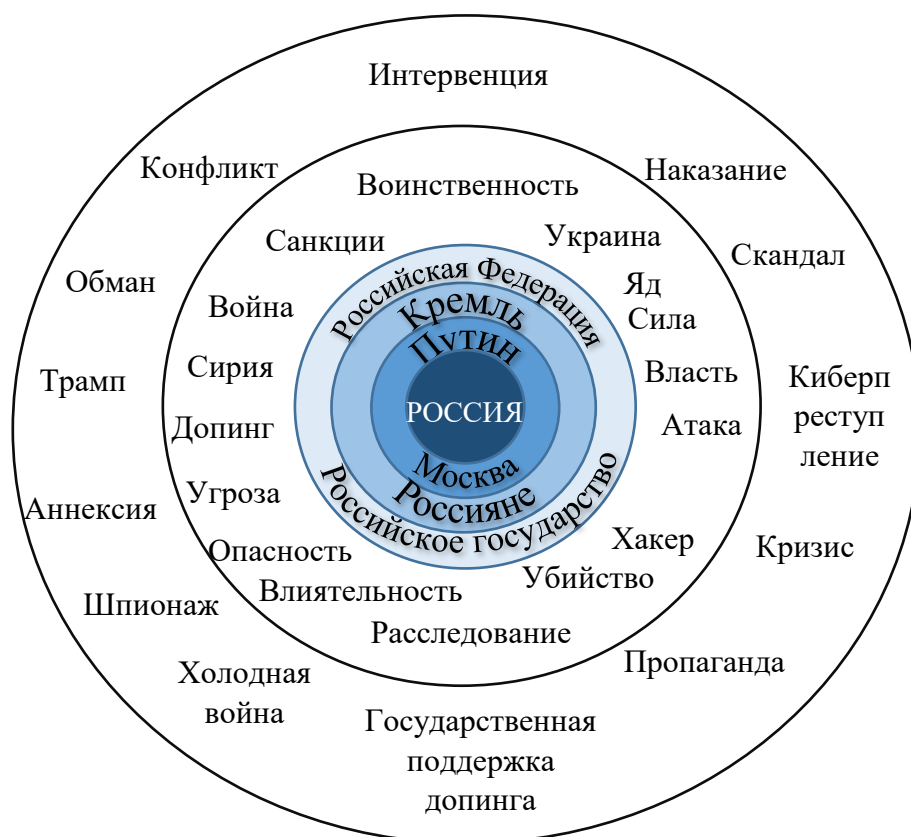 Интервенция
Конфликт
Наказание
Воинственность
Санкции
Украина
Скандал
Обман
Российская Федерация
Яд
Война
Кремль
Сила
Путин
Сирия
Власть
Трамп
Киберп
реступ
ление
РОССИЯ
Допинг
Атака
Москва
Угроза
Россияне
Аннексия
Российское государство
Хакер
Кризис
Опасность
Убийство
Влиятельность
Шпионаж
Расследование
Пропаганда
Холодная
война
Государственная
поддержка
допинга